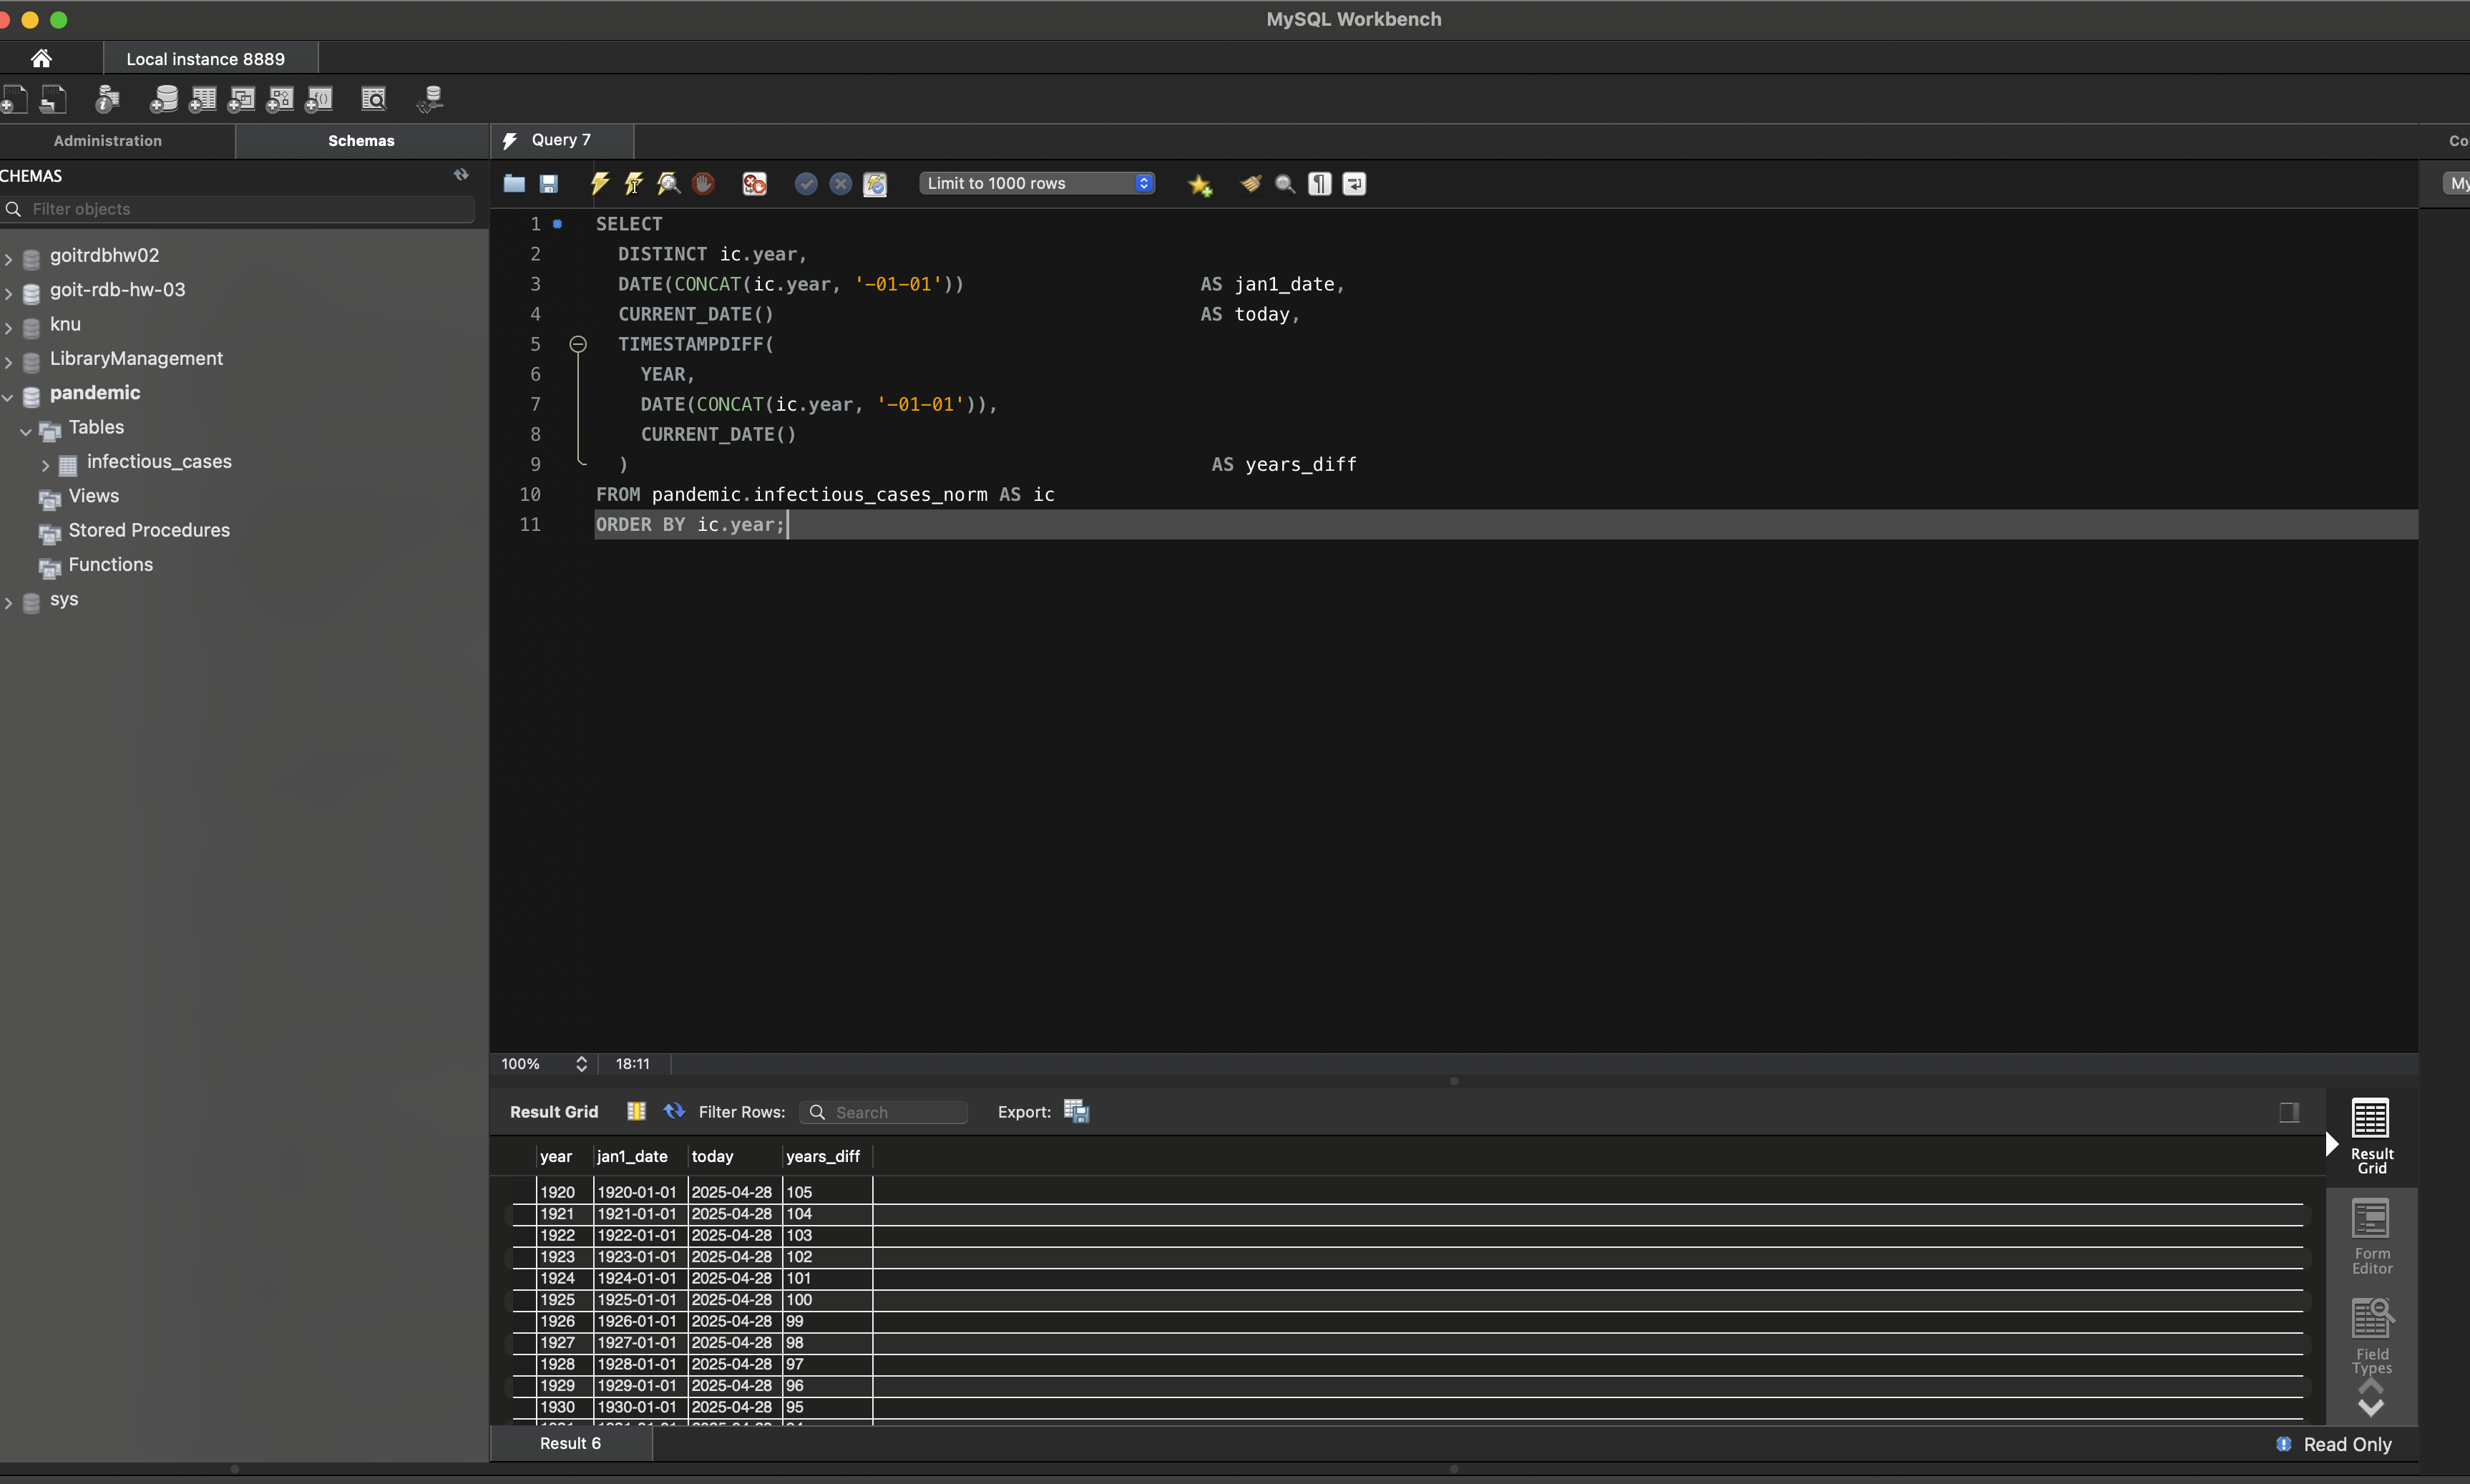 MySQL Workbench
Local instance 8889
Administration
Schemas
Query 7
Co
CHEMAS
Filter objects
Limit to 1000 rows
My
goitrdbhw02
goit-rdb-hw-03
knu
LibraryManagement
pandemic
Tables
infectious_cases
Views
Stored Procedures
Functions
sys
1 SELECT
2 DISTINCT ic.year,
3 DATE(CONCAT(ic.year, '-01-01')) AS jan1_date,
4 CURRENT_DATE() AS today,
5 TIMESTAMPDIFF(
6 YEAR,
7 DATE(CONCAT(ic.year, '-01-01')),
8 CURRENT_DATE()
9 ) AS years_diff
10 FROM pandemic.infectious_cases_norm AS ic
11 ORDER BY ic.year;
100% 18:11
Result Grid Filter Rows: Search Export:
year jan1_date today years_diff
1920 1920-01-01 2025-04-28 105
1921 1921-01-01 2025-04-28 104
1922 1922-01-01 2025-04-28 103
1923 1923-01-01 2025-04-28 102
1924 1924-01-01 2025-04-28 101
1925 1925-01-01 2025-04-28 100
1926 1926-01-01 2025-04-28 99
1927 1927-01-01 2025-04-28 98
1928 1928-01-01 2025-04-28 97
1929 1929-01-01 2025-04-28 96
1930 1930-01-01 2025-04-28 95
Result
Grid
Form
Editor
Field
Types
Result 6
Read Only